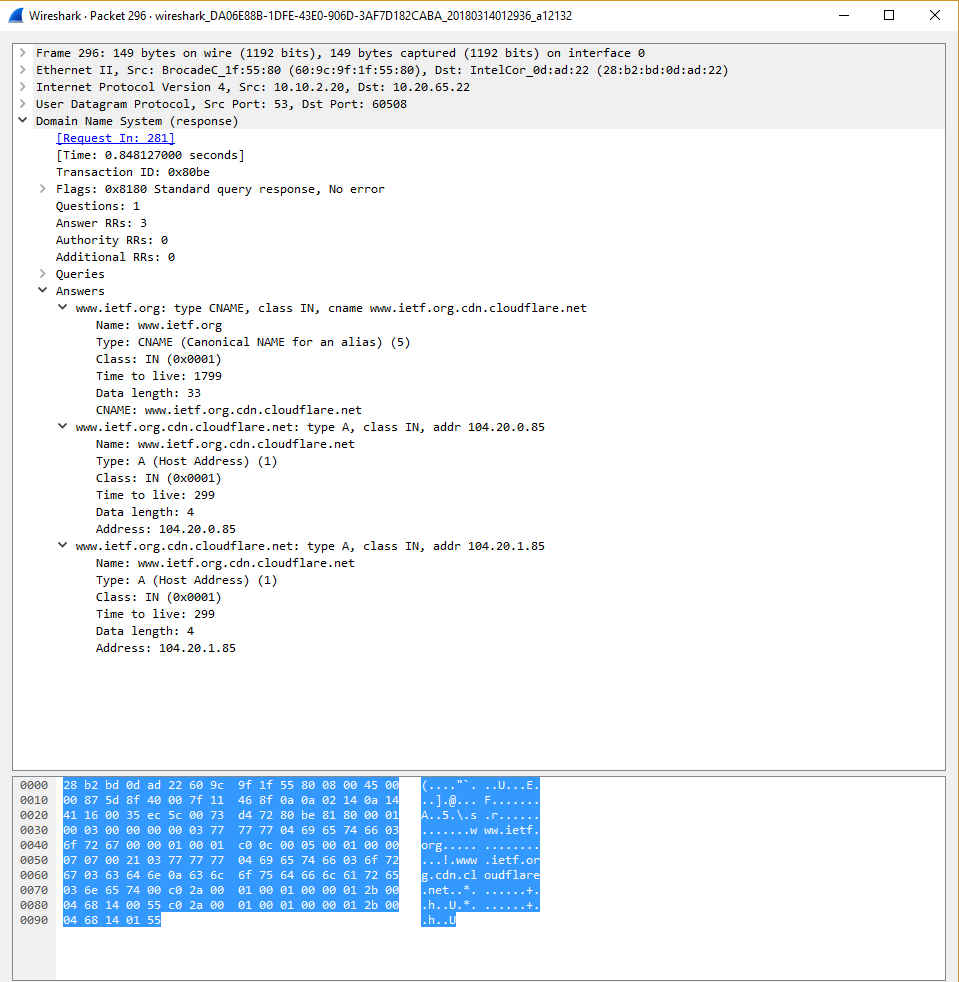 Wireshark · Packet 296 · wireshark_DA06E88B-1DFE-43E0-906D-3AF7D182CABA_20180314012936_a12132
Frame 296: 149 bytes on wire (1192 bits), 149 bytes captured (1192 bits) on interface 0
Ethernet II, Src: BrocadeC_1f:55:80 (60:9c:9f:1f:55:80), Dst: IntelCor_0d:ad:22 (28:b2:bd:0d:ad:22)
Internet Protocol Version 4, Src: 10.10.2.20, Dst: 10.20.65.22
User Datagram Protocol, Src Port: 53, Dst Port: 60508
Domain Name System (response)
[Request In: 281]
[Time: 0.848127000 seconds]
Transaction ID: 0x80be
Flags: 0x8180 Standard query response, No error
Questions: 1
Answer RRs: 3
Authority RRs: 0
Additional RRs: 0
Queries
Answers
www.ietf.org: type CNAME, class IN, cname www.ietf.org.cdn.cloudflare.net
Name: www.ietf.org
Type: CNAME (Canonical NAME for an alias) (5)
Class: IN (0x0001)
Time to live: 1799
Data length: 33
CNAME: www.ietf.org.cdn.cloudflare.net
www.ietf.org.cdn.cloudflare.net: type A, class IN, addr 104.20.0.85
Name: www.ietf.org.cdn.cloudflare.net
Type: A (Host Address) (1)
Class: IN (0x0001)
Time to live: 299
Data length: 4
Address: 104.20.0.85
www.ietf.org.cdn.cloudflare.net: type A, class IN, addr 104.20.1.85
Name: www.ietf.org.cdn.cloudflare.net
Type: A (Host Address) (1)
Class: IN (0x0001)
Time to live: 299
Data length: 4
Address: 104.20.1.85
0000 28 b2 bd 0d ad 22 60 9c 9f 1f 55 80 08 00 45 00 (...."`. ..U...E.
0010 00 87 5d 8f 40 00 7f 11 46 8f 0a 0a 02 14 0a 14 ..].@... F.......
0020 41 16 00 35 ec 5c 00 73 d4 72 80 be 81 80 00 01 A..5.\.s .r......
0030 00 03 00 00 00 00 03 77 77 77 04 69 65 74 66 03 .......w ww.ietf.
0040 6f 72 67 00 00 01 00 01 c0 0c 00 05 00 01 00 00 org..... ........
0050 07 07 00 21 03 77 77 77 04 69 65 74 66 03 6f 72 ...!.www .ietf.or
0060 67 03 63 64 6e 0a 63 6c 6f 75 64 66 6c 61 72 65 g.cdn.cl oudflare
0070 03 6e 65 74 00 c0 2a 00 01 00 01 00 00 01 2b 00 .net..*. ......+.
0080 04 68 14 00 55 c0 2a 00 01 00 01 00 00 01 2b 00 .h..U.*. ......+.
0090 04 68 14 01 55 .h..U